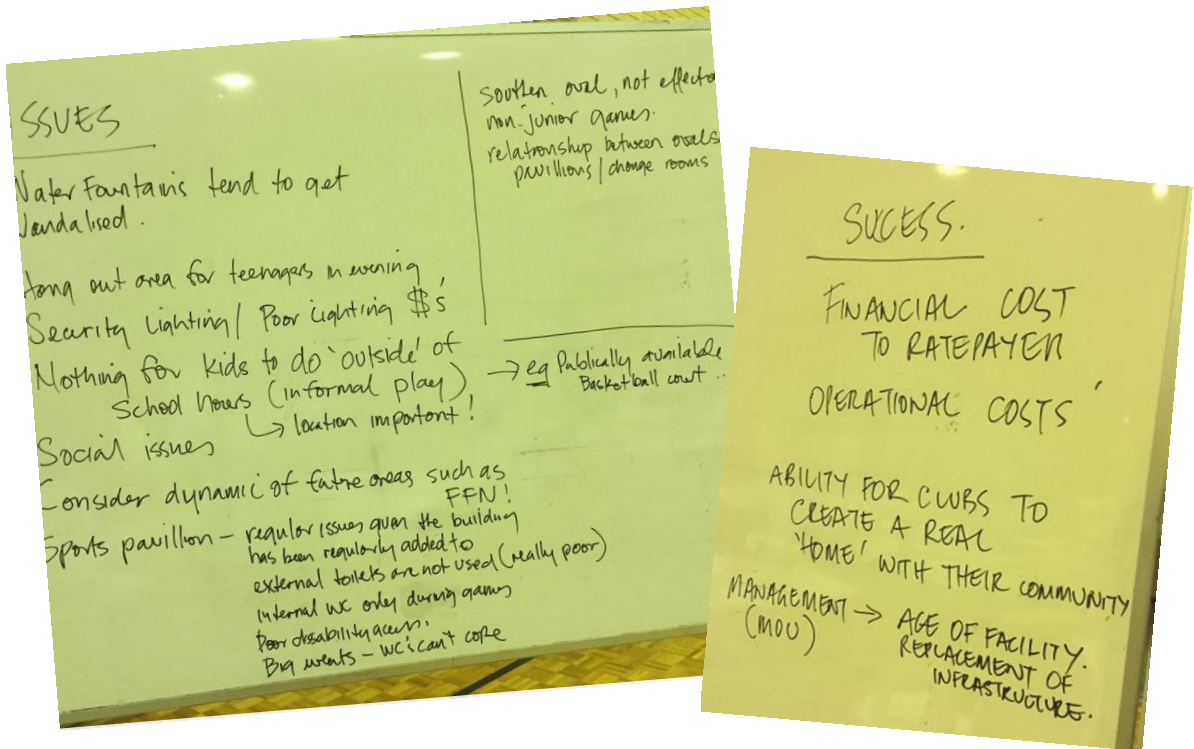 ISSUES
Water Fountains tend to get
Vandalised.
Hang out area for teenagers in evening
Security Lighting / Poor Lighting $s'
Nothing for kids to do 'outside' of
School hours (informal play)
→ location important!
→ eg Publically available
Basketball court ..
Social issues
Consider dynamic of future areas such as
FFN!
Sports pavillion - regular issues given the building
has been regularly added to
external toilets are not used (really poor)
internal WC only during games
Poor disability access.
Big events - WC's can't cope
southen oval, not effecto
non-junior games.
relationship between ovals
pavillions / change rooms
SUCESS.
FINANCIAL COST
TO RATEPAYER
OPERATIONAL COSTS'
ABILITY FOR CLUBS TO
CREATE A REAL
'HOME' WITH THEIR COMMUNITY
MANAGEMENT → AGE OF FACILITY.
(MOU) REPLACEMENT OF
INFRASTRUCTURE.